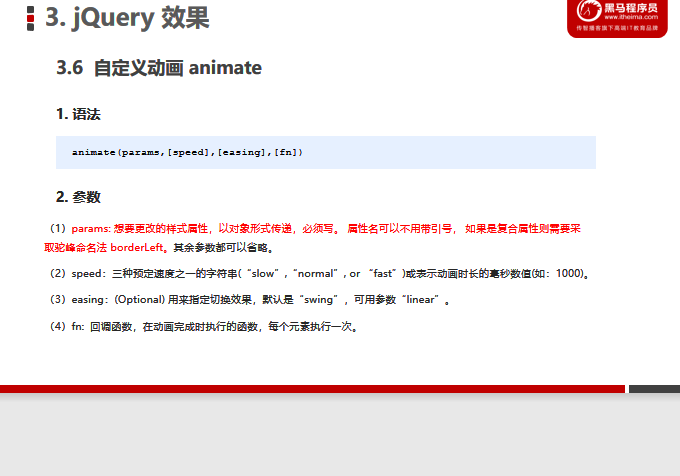 3. jQuery 效果
黑马程序员
www.itheima.com
传智播客旗下高端IT教育品牌
3.6 自定义动画 animate
1. 语法
animate(params,[speed],[easing],[fn])
2. 参数
（1）params: 想要更改的样式属性，以对象形式传递，必须写。 属性名可以不用带引号， 如果是复合属性则需要采
取驼峰命名法 borderLeft。其余参数都可以省略。
（2）speed：三种预定速度之一的字符串(“slow”,“normal”, or “fast”)或表示动画时长的毫秒数值(如：1000)。
（3）easing：(Optional) 用来指定切换效果，默认是“swing”，可用参数“linear”。
（4）fn: 回调函数，在动画完成时执行的函数，每个元素执行一次。